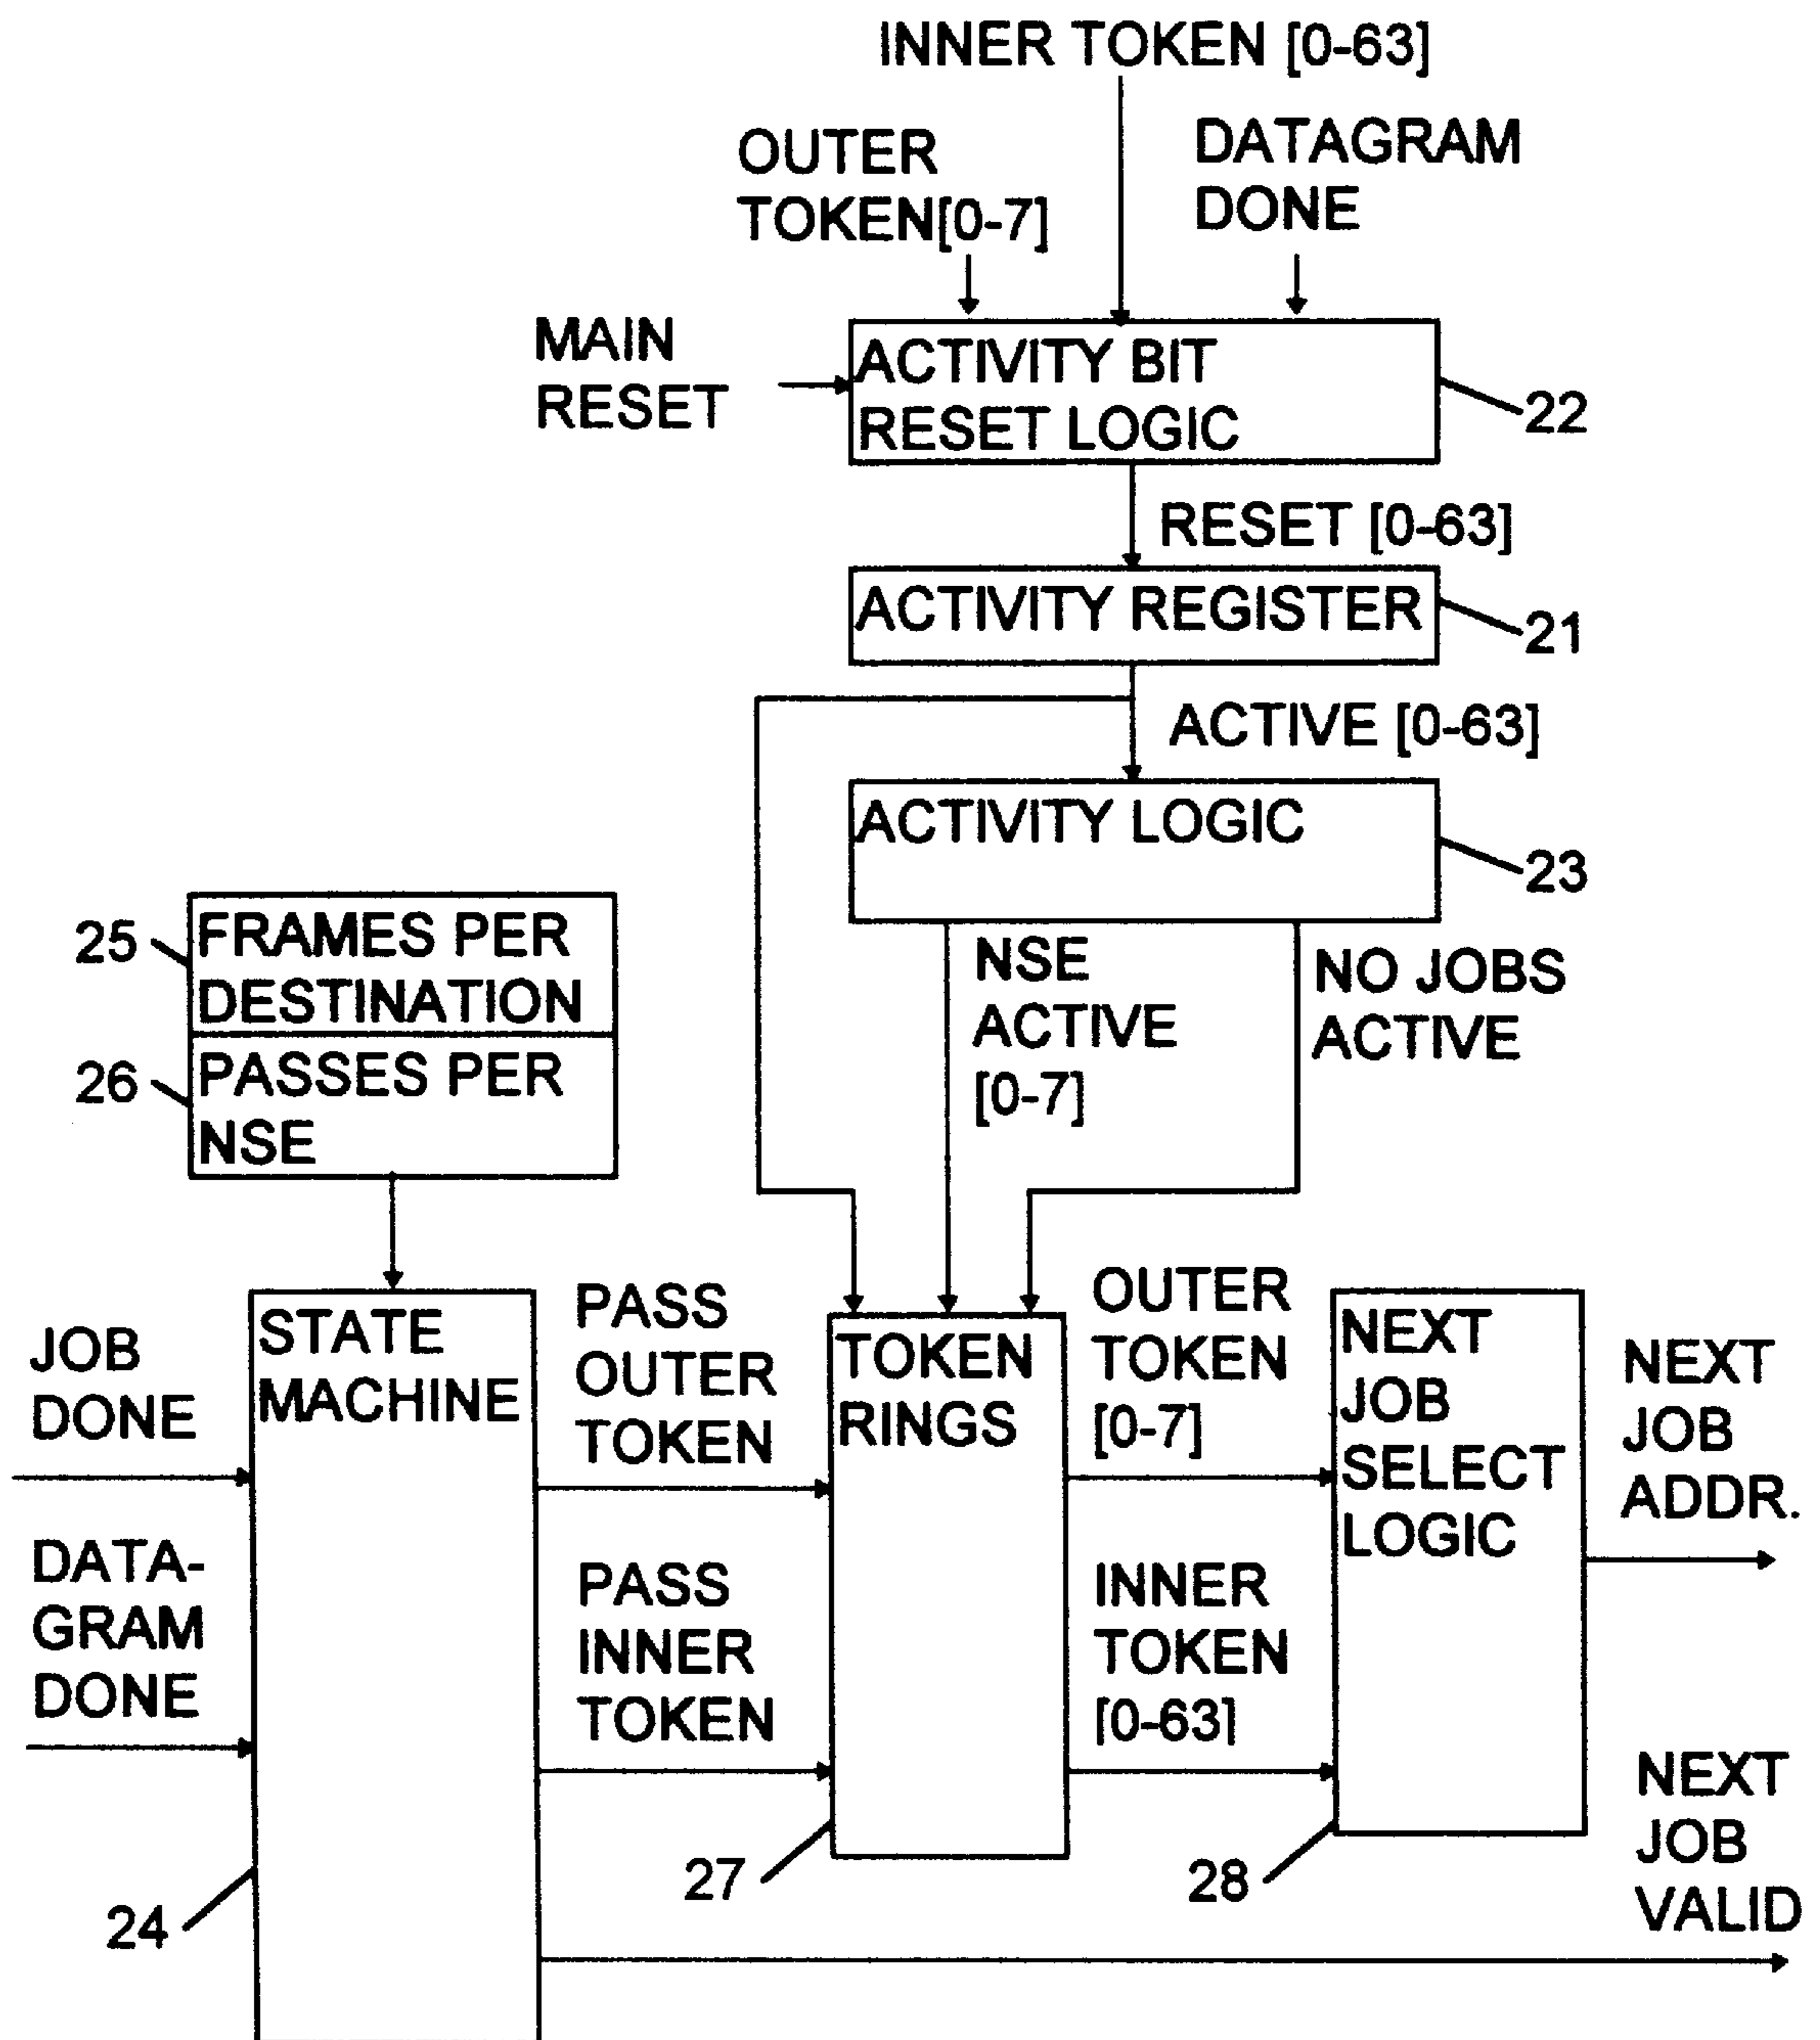 INNER TOKEN [0-63]
OUTER
TOKEN[0-7]
DATAGRAM
DONE
MAIN
RESET
ACTIVITY BIT
RESET LOGIC
22
RESET [0-63]
ACTIVITY REGISTER
21
ACTIVE [0-63]
ACTIVITY LOGIC
23
25
FRAMES PER
DESTINATION
26
PASSES PER
NSE
NSE
ACTIVE
[0-7]
NO JOBS
ACTIVE
JOB
DONE
DATA-
GRAM
DONE
STATE
MACHINE
24
PASS
OUTER
TOKEN
PASS
INNER
TOKEN
TOKEN
RINGS
27
OUTER
TOKEN
[0-7]
INNER
TOKEN
[0-63]
NEXT
JOB
SELECT
LOGIC
28
NEXT
JOB
ADDR.
NEXT
JOB
VALID